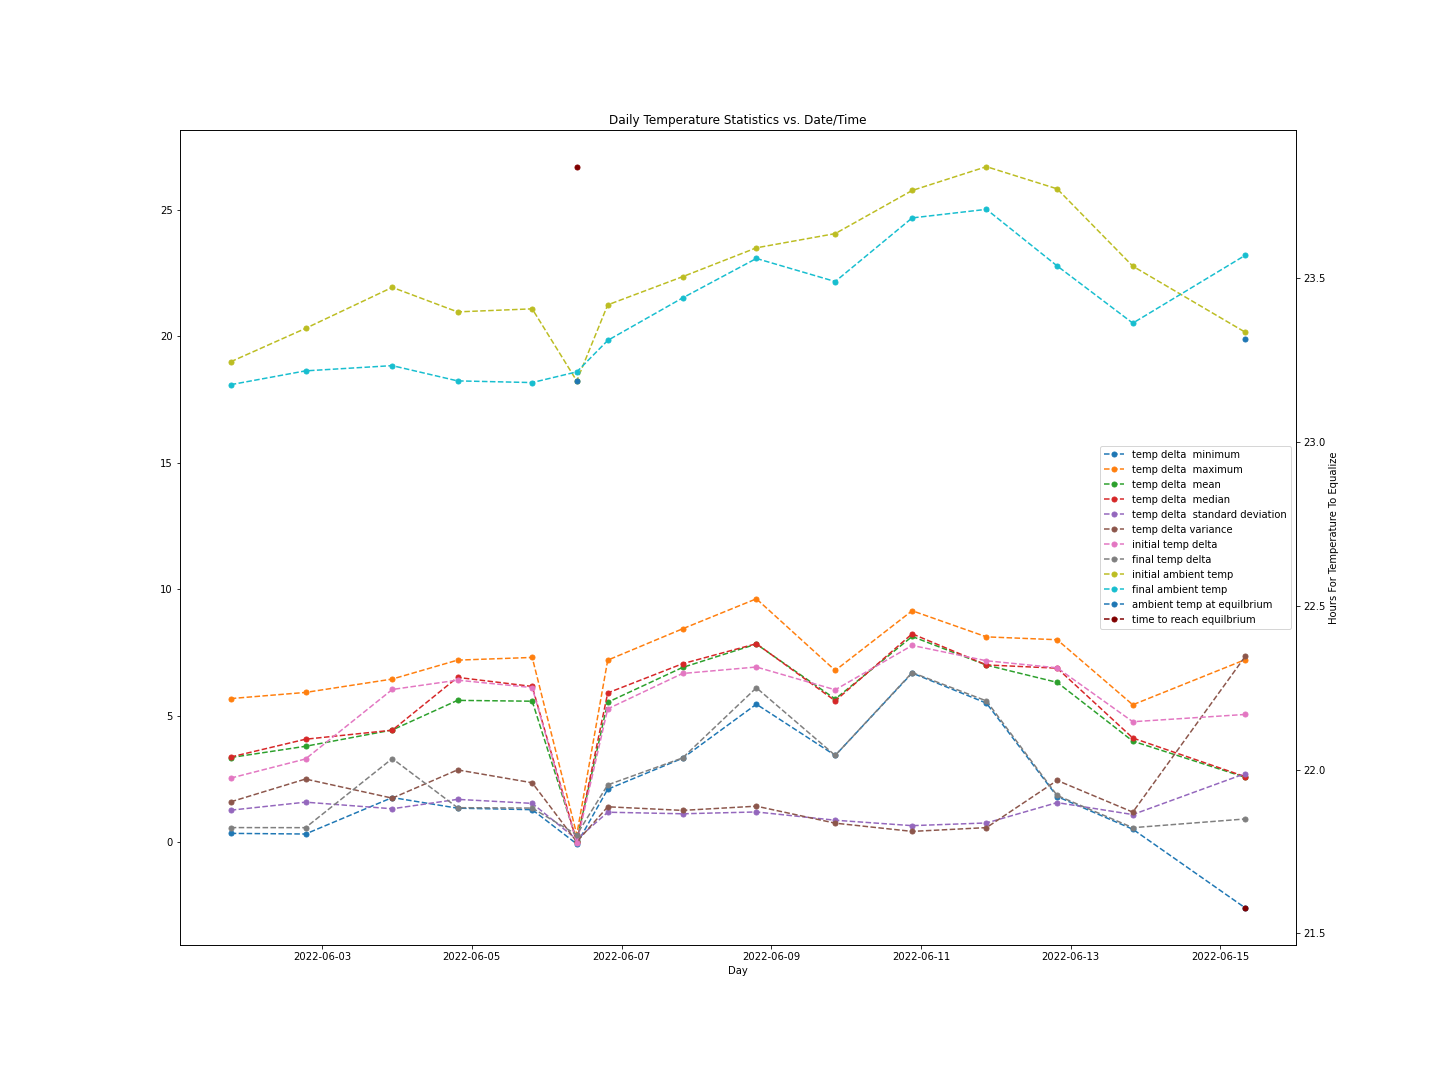 Daily Temperature Statistics vs. Date/Time
25
20
15
10
5
0
23.5
23.0
22.5
22.0
21.5
Hours For Temperature To Equalize
temp delta  minimum
temp delta  maximum
temp delta  mean
temp delta  median
temp delta  standard deviation
temp delta variance
initial temp delta
final temp delta
initial ambient temp
final ambient temp
ambient temp at equilbrium
time to reach equilbrium
2022-06-03 2022-06-05 2022-06-07 2022-06-09 2022-06-11 2022-06-13 2022-06-15
Day